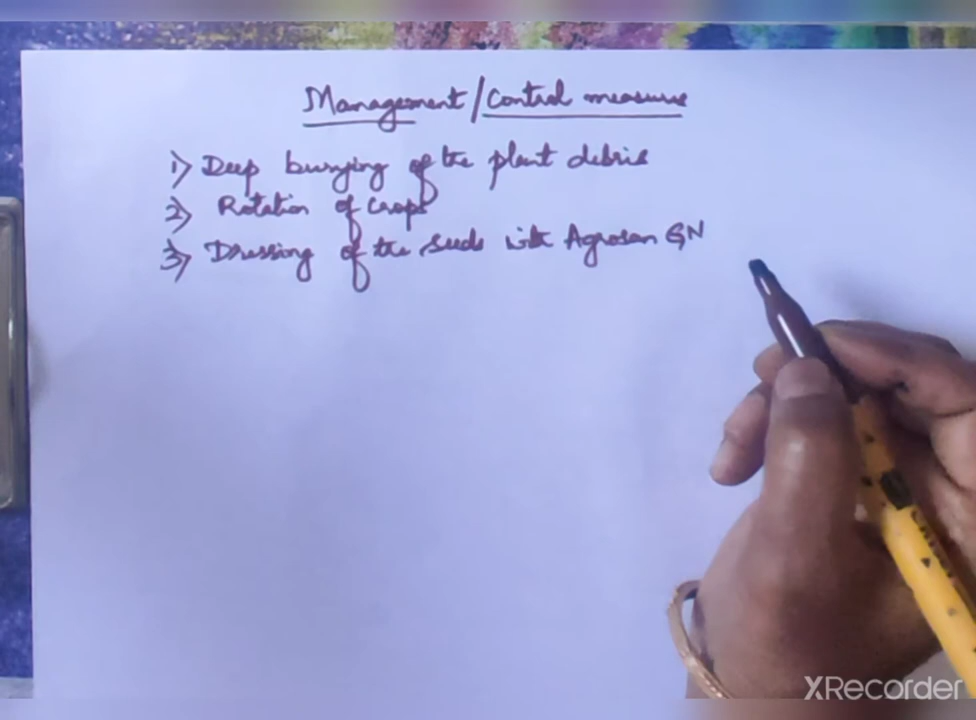 Management/Control measure
1) Deep burying of the plant debris
2) Rotation of Crops
3) Dressing of the seeds with Agrosan GN
XRecorder